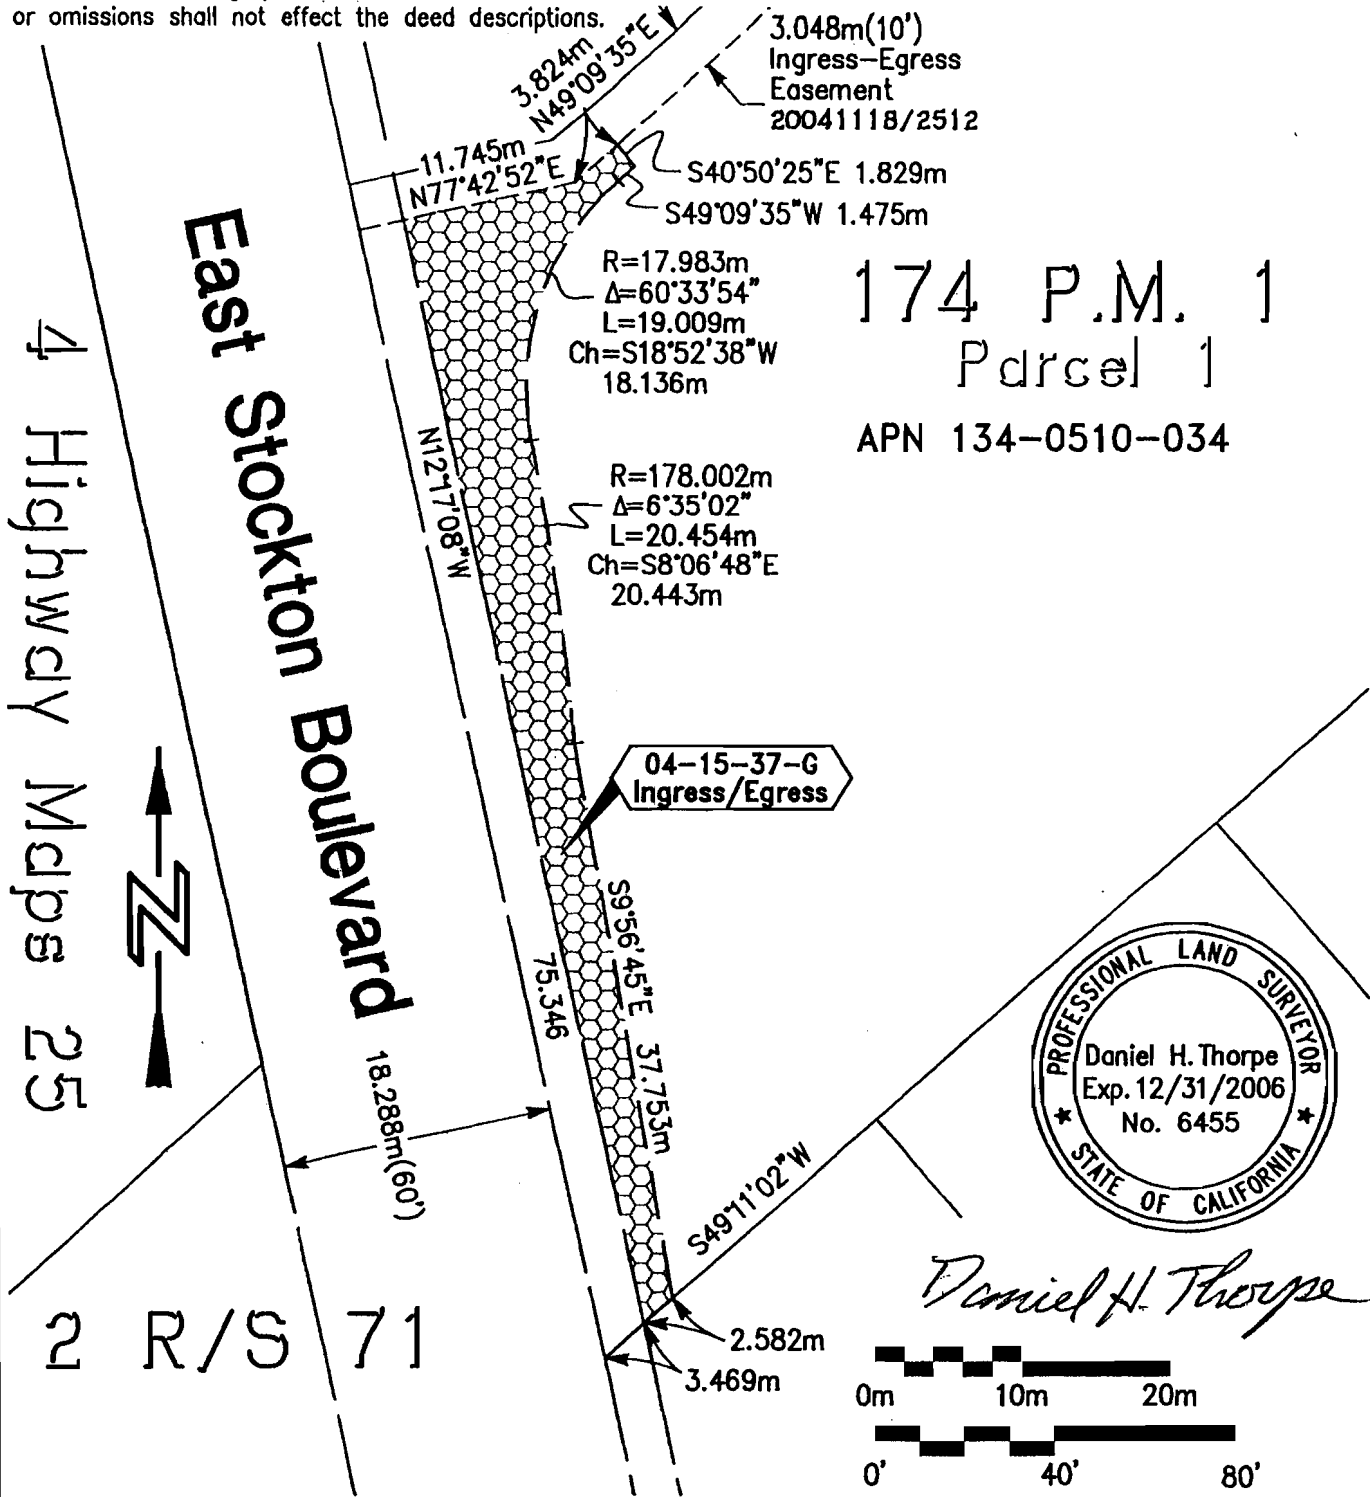 or omissions shall not effect the deed descriptions.
3.824m
N49°09'35"E
3.048m(10')
Ingress-Egress
Easement
20041118/2512
11.745m
N77°42'52"E
S40°50'25"E 1.829m
S49°09'35"W 1.475m
R=17.983m
Δ=60°33'54"
L=19.009m
Ch=S18°52'38"W
18.136m
174 P.M. 1
Parcel 1
APN 134-0510-034
East Stockton Boulevard
4 Highway Maps 25
N12°17'08"W
R=178.002m
Δ=6°35'02"
L=20.454m
Ch=S8°06'48"E
20.443m
04-15-37-G
Ingress/Egress
S9°56'45"E 37.753m
75.346
18.288m(60')
S49°11'02"W
PROFESSIONAL LAND SURVEYOR
Daniel H. Thorpe
Exp. 12/31/2006
No. 6455
STATE OF CALIFORNIA
Daniel H. Thorpe
2 R/S 71
2.582m
3.469m
0m 10m 20m
0' 40' 80'